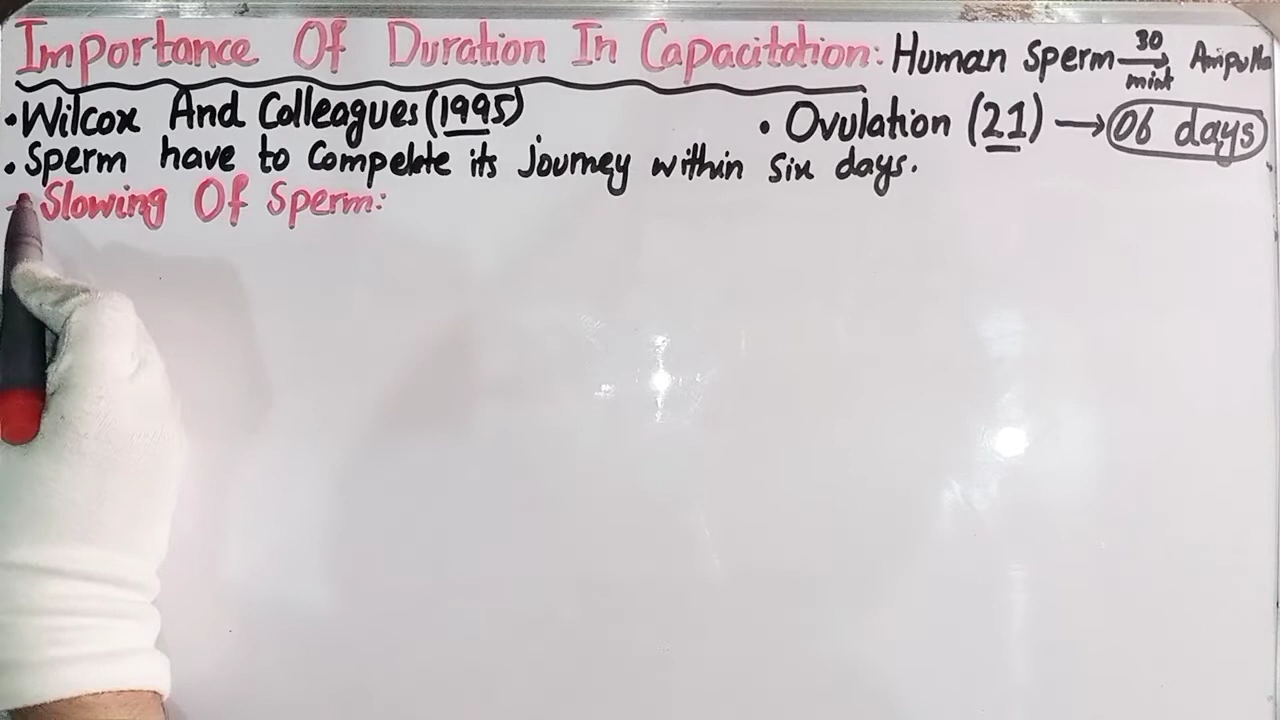 Importance Of Duration In Capacitation: Human Sperm 30 mint → Ampulla
• Wilcox And Colleagues (1995) • Ovulation (21) → 06 days
• Sperm have to Compelete its journey within six days.
Slowing Of Sperm: